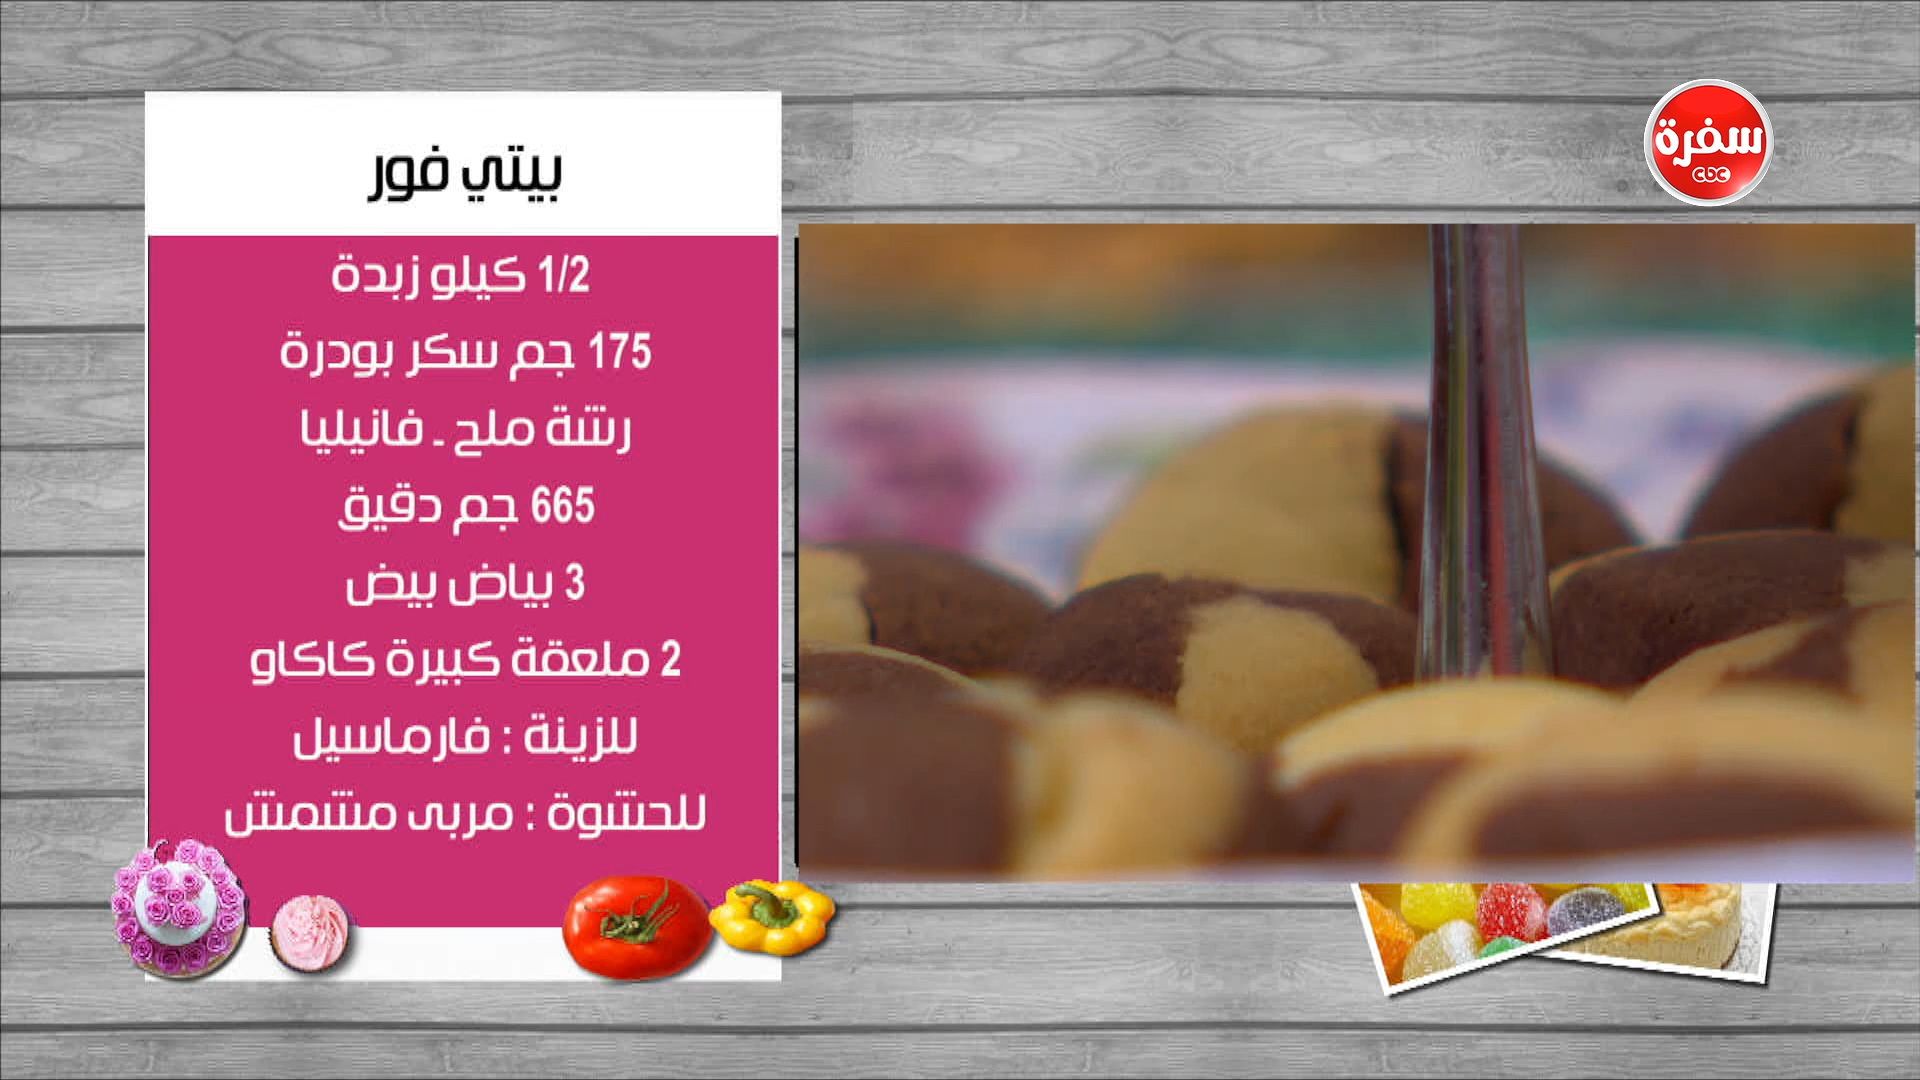 سفرة
cbc
بيتي فور
1/2 كيلو زبدة
175 جم سكر بودرة
رشة ملح - فانيليا
665 جم دقيق
3 بياض بيض
2 ملعقة كبيرة كاكاو
للزينة : فارماسيل
للحشوة : مربى مشمش